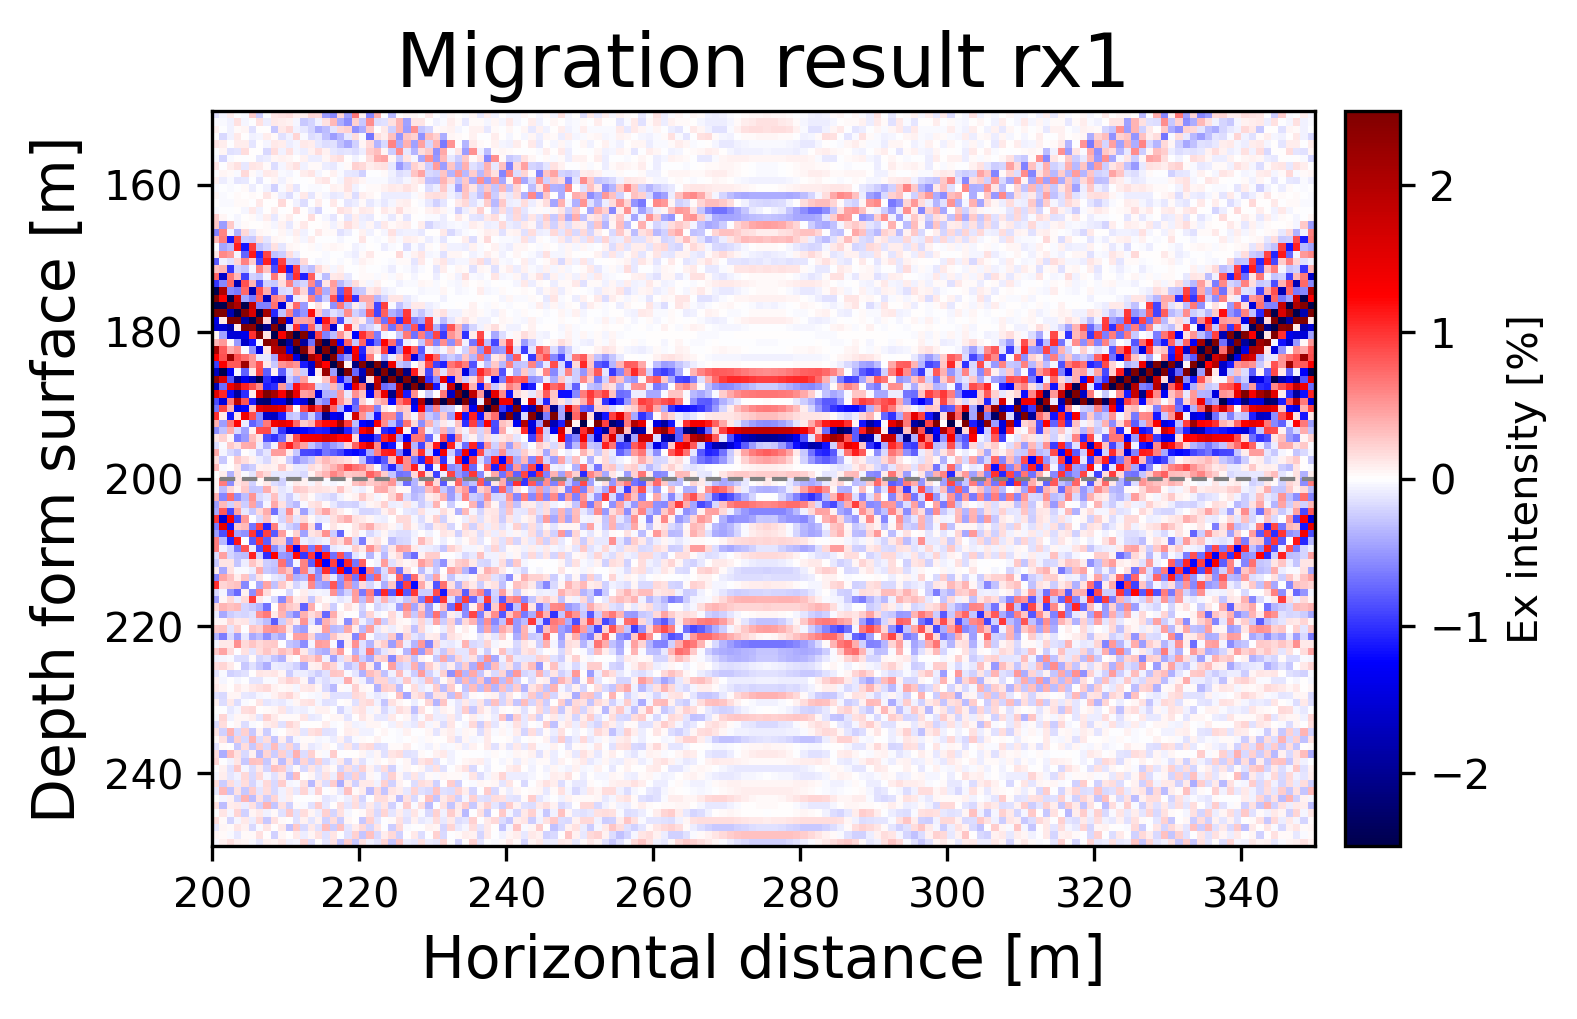 Migration result rx1
Depth form surface [m]
160
180
200
220
240
200 220 240 260 280 300 320 340
Horizontal distance [m]
2
1
0
−1
−2
Ex intensity [%]